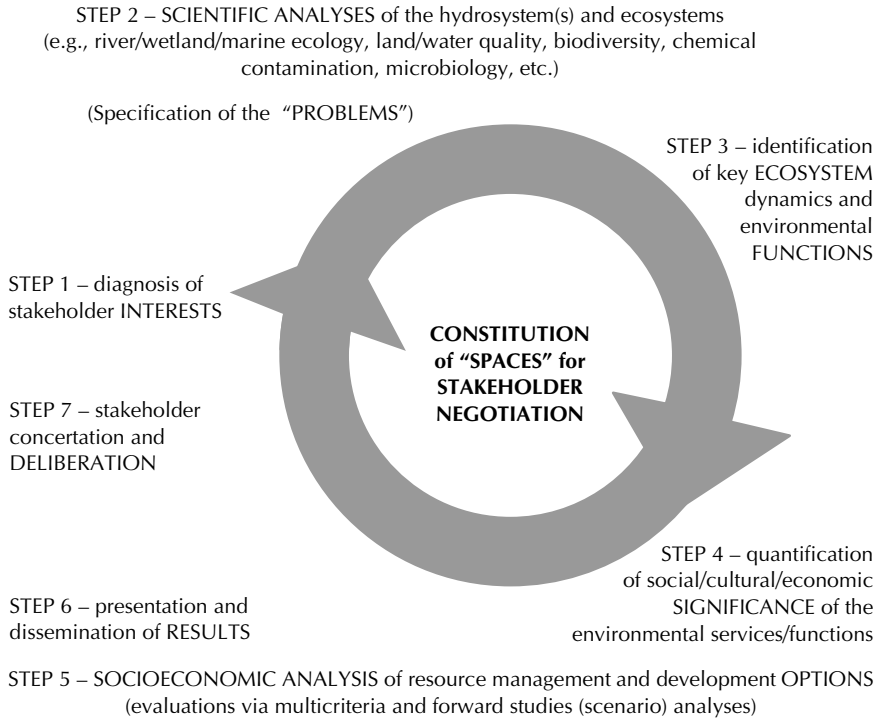 STEP 2 – SCIENTIFIC ANALYSES of the hydrosystem(s) and ecosystems
(e.g., river/wetland/marine ecology, land/water quality, biodiversity, chemical
contamination, microbiology, etc.)
(Specification of the “PROBLEMS”)
STEP 3 – identification
of key ECOSYSTEM
dynamics and
environmental
FUNCTIONS
STEP 1 – diagnosis of
stakeholder INTERESTS
CONSTITUTION
of “SPACES” for
STAKEHOLDER
NEGOTIATION
STEP 7 – stakeholder
concertation and
DELIBERATION
STEP 4 – quantification
of social/cultural/economic
SIGNIFICANCE of the
environmental services/functions
STEP 6 – presentation and
dissemination of RESULTS
STEP 5 – SOCIOECONOMIC ANALYSIS of resource management and development OPTIONS
(evaluations via multicriteria and forward studies (scenario) analyses)